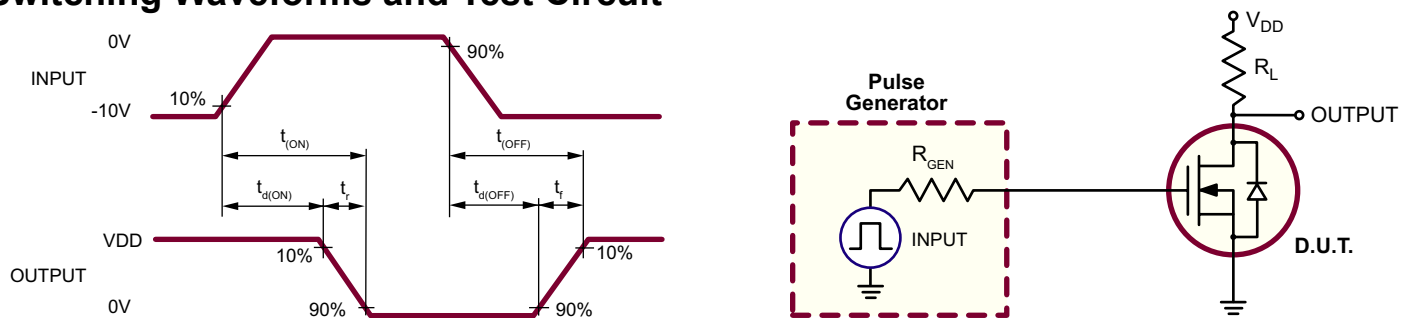 Switching Waveforms and Test Circuit
0V
INPUT
-10V
10%
90%
t(ON)
t(OFF)
td(ON)
tr
td(OFF)
tf
VDD
OUTPUT
0V
10%
90%
90%
10%
Pulse
Generator
RGEN
INPUT
VDD
RL
OUTPUT
D.U.T.